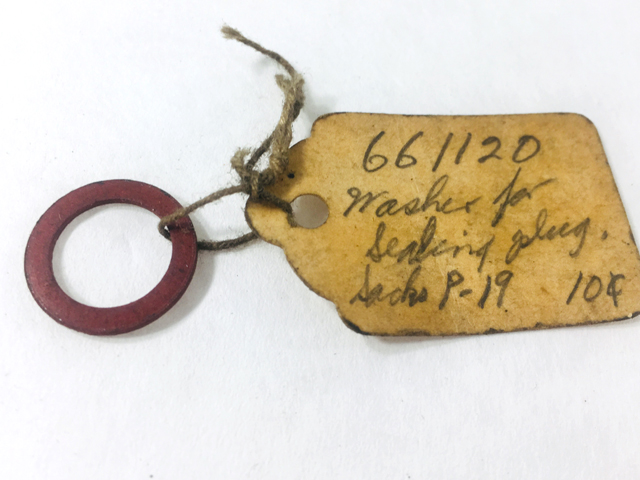 661120
Washer for
Sealing plug.
Sachs P-19 10¢